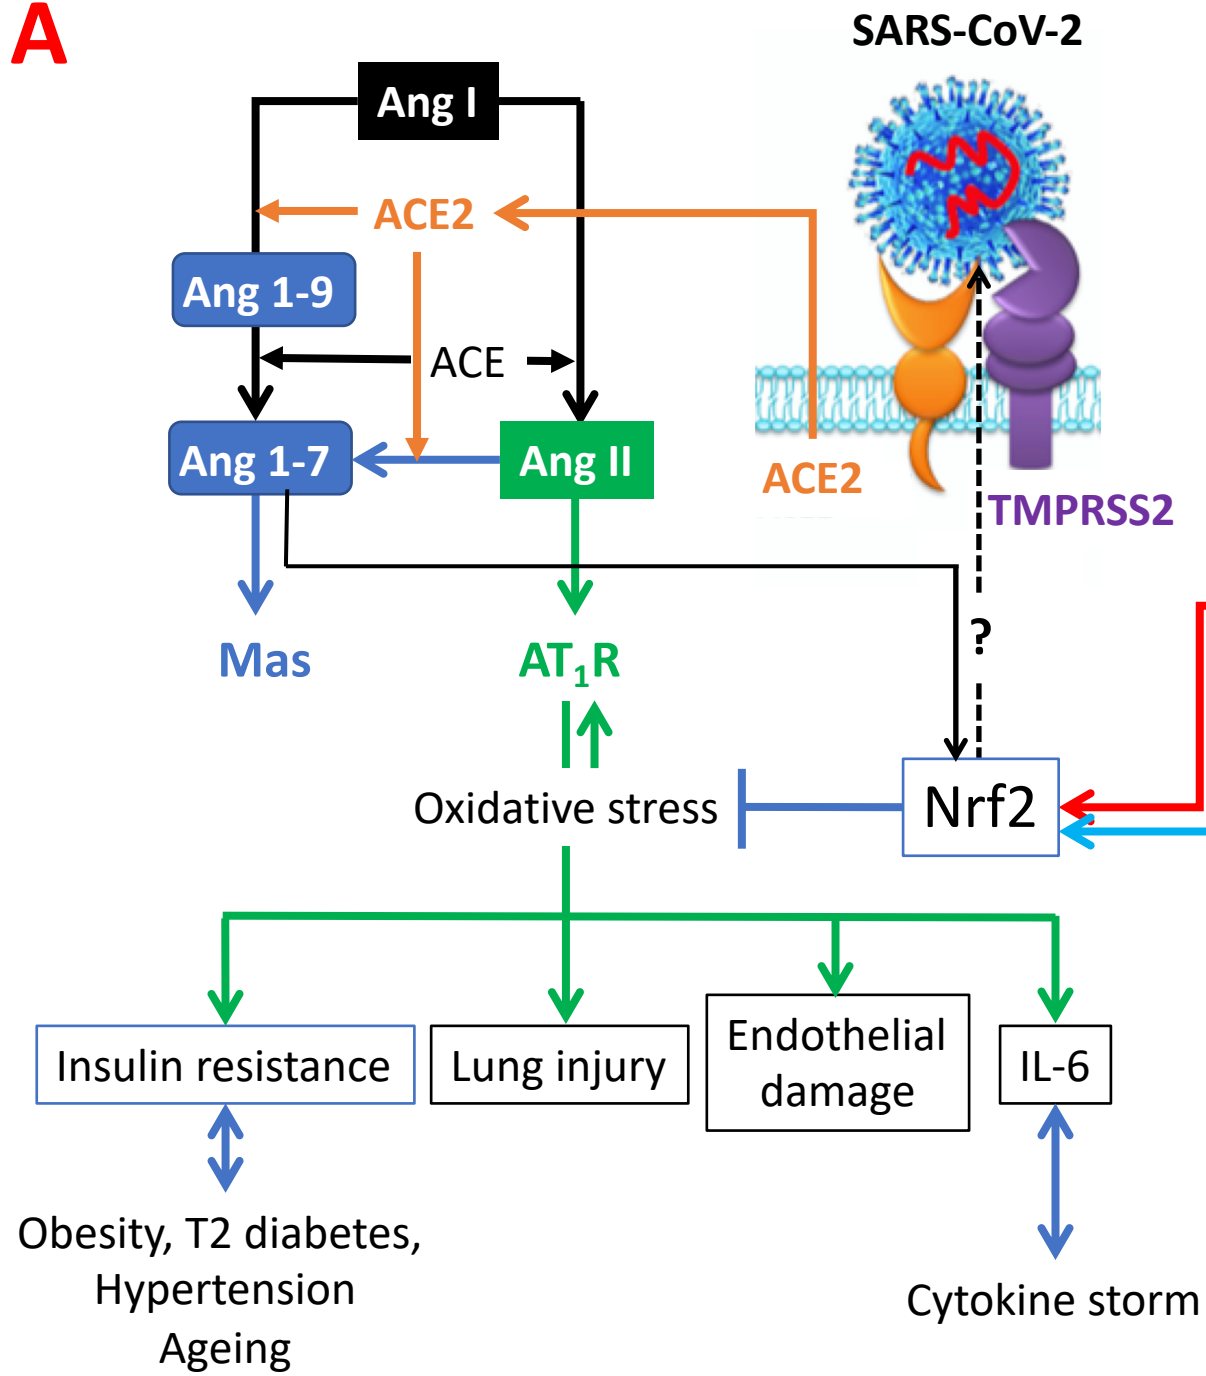 A
SARS-CoV-2
Ang I
ACE2
Ang 1-9
ACE
Ang 1-7
Ang II
ACE2
TMPRSS2
?
Mas
AT₁R
Oxidative stress
Nrf2
Insulin resistance
Lung injury
Endothelial
damage
IL-6
Obesity, T2 diabetes,
Hypertension
Ageing
Cytokine storm